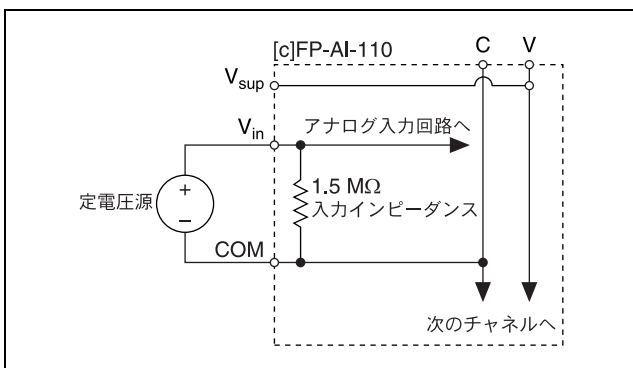 [c]FP-AI-110
C
V
Vsup
Vin
アナログ入力回路へ
1.5 MΩ
入力インピーダンス
定電圧源
+
−
COM
次のチャネルへ